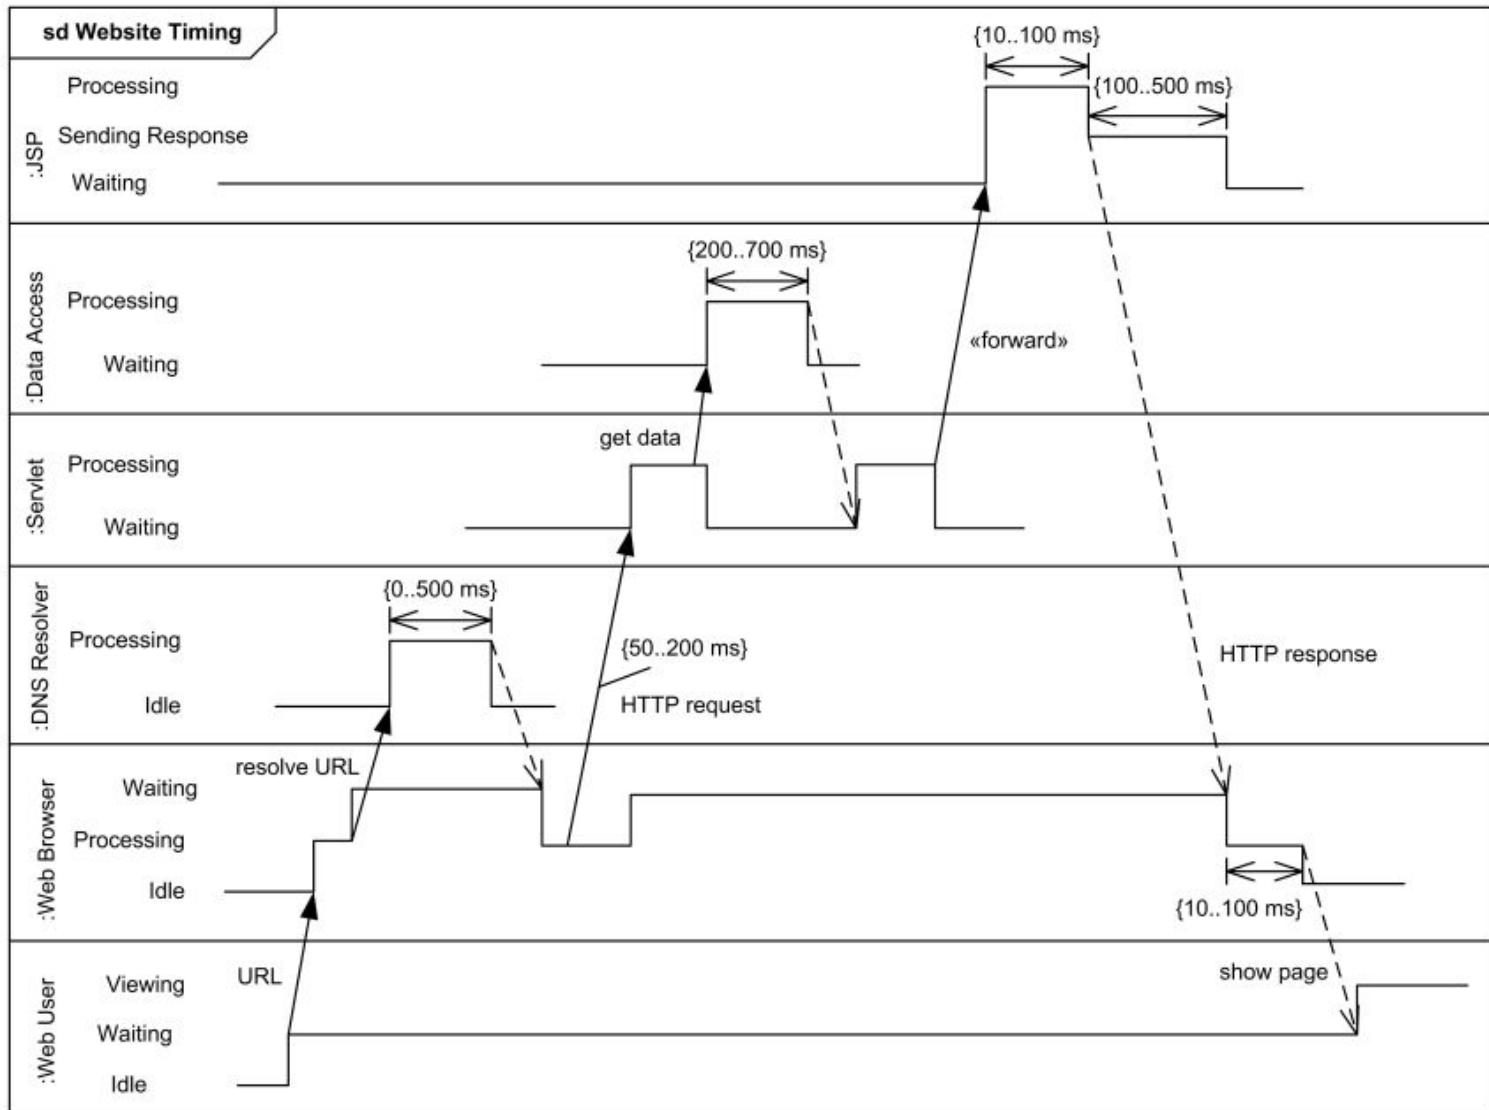 sd Website Timing
{10..100 ms}
{100..500 ms}
:JSP
Processing
Sending Response
Waiting
:Data Access
{200..700 ms}
Processing
Waiting
«forward»
:Servlet
get data
Processing
Waiting
:DNS Resolver
{0..500 ms}
Processing
{50..200 ms}
HTTP response
Idle
HTTP request
:Web Browser
resolve URL
Waiting
Processing
Idle
{10..100 ms}
:Web User
Viewing
URL
show page
Waiting
Idle